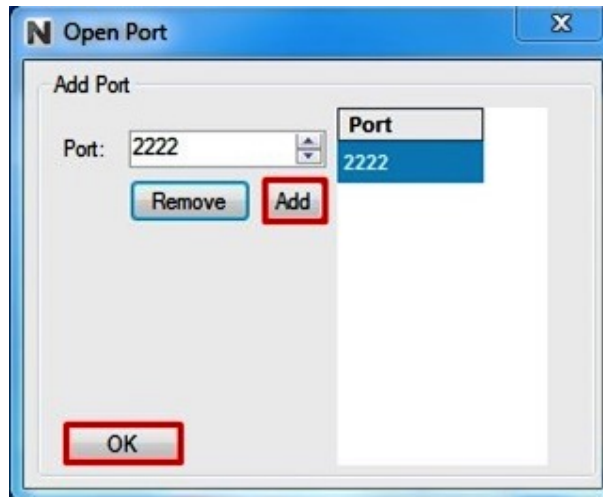 N Open Port
Add Port
Port: 2222
Remove Add
OK
Port
2222